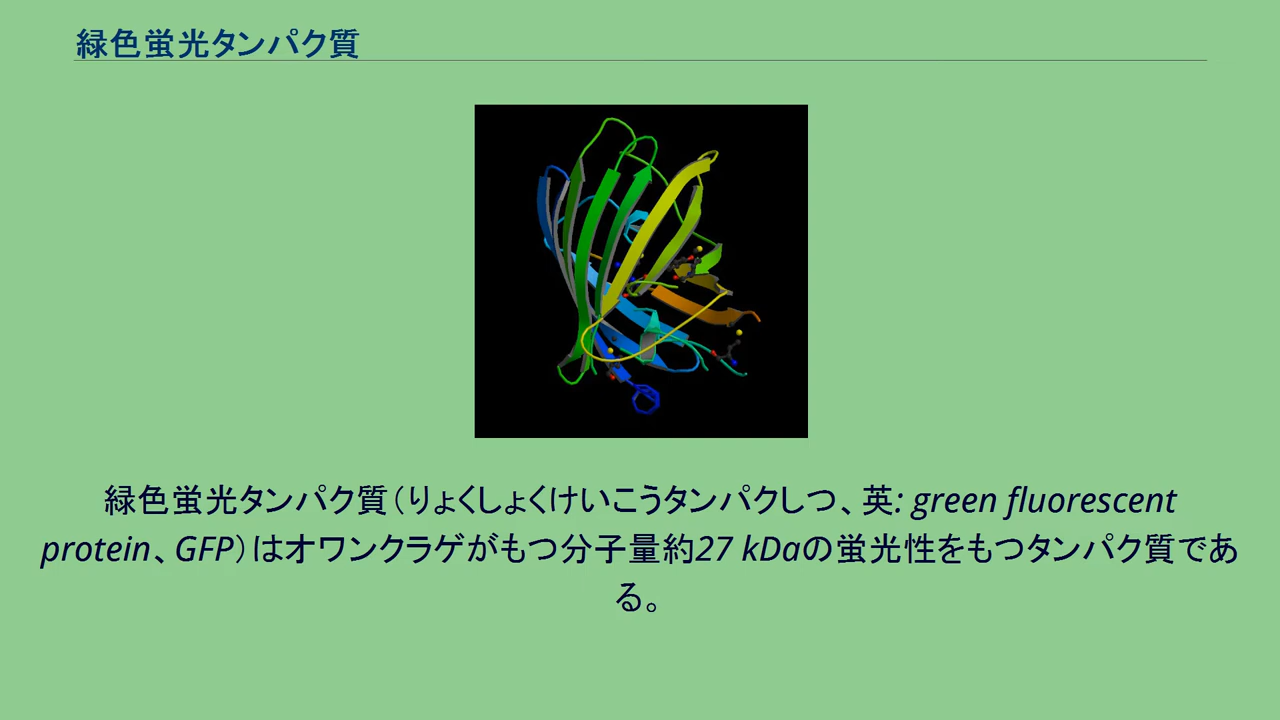 緑色蛍光タンパク質
緑色蛍光タンパク質（りょくしょくけいこうタンパクしつ、英: green fluorescent
protein、GFP）はオワンクラゲがもつ分子量約27 kDaの蛍光性をもつタンパク質であ
る。